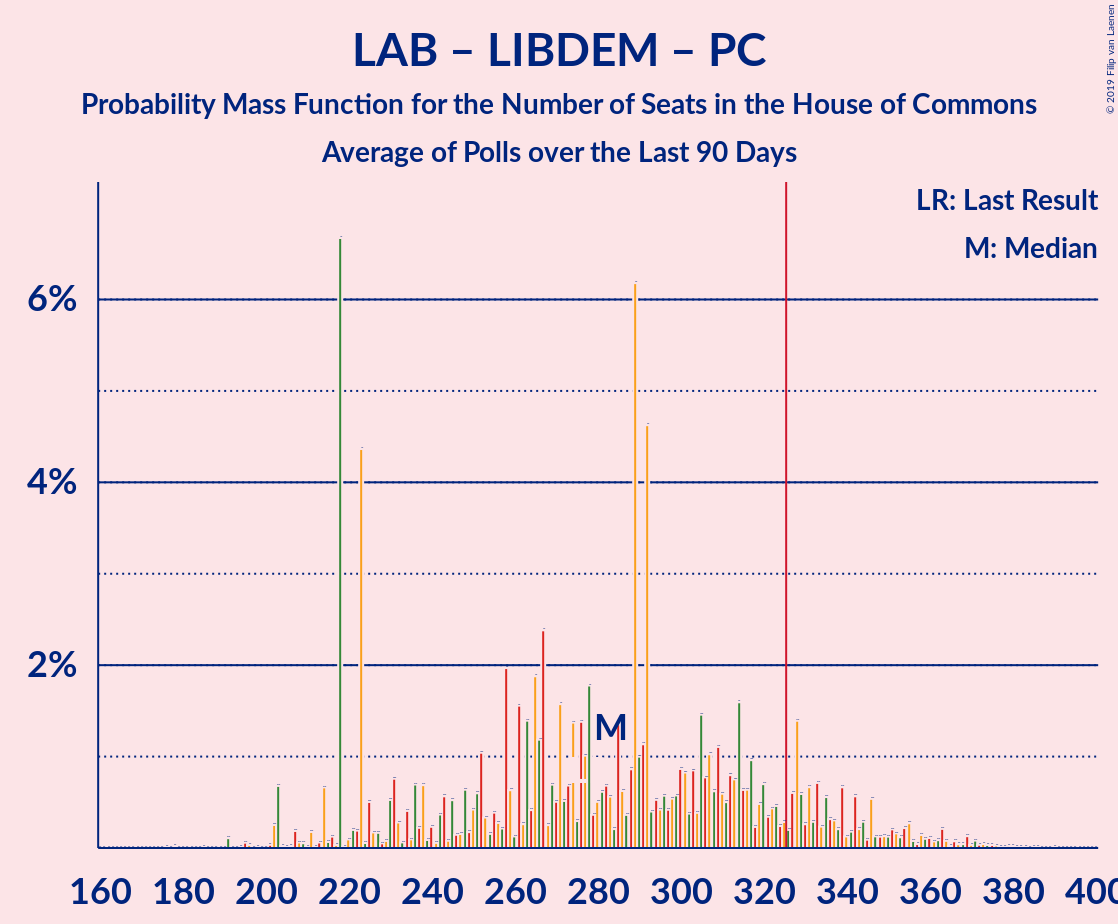 LAB – LIBDEM – PC
Probability Mass Function for the Number of Seats in the House of Commons
Average of Polls over the Last 90 Days
© 2019 Filip van Laenen
LR: Last Result
M: Median
6%
4%
2%
M
160 180 200 220 240 260 280 300 320 340 360 380 400